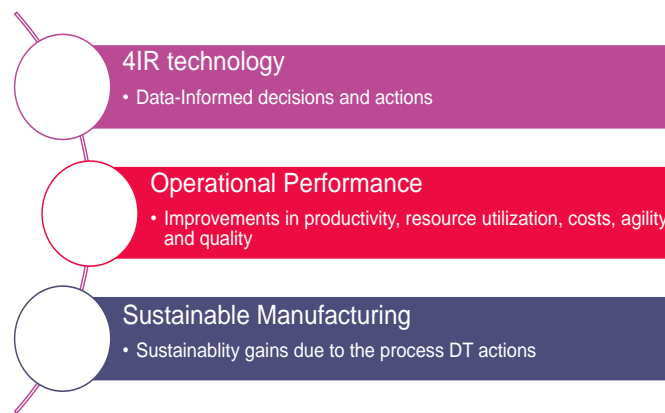 4IR technology
• Data-Informed decisions and actions
Operational Performance
• Improvements in productivity, resource utilization, costs, agility
and quality
Sustainable Manufacturing
• Sustainablity gains due to the process DT actions